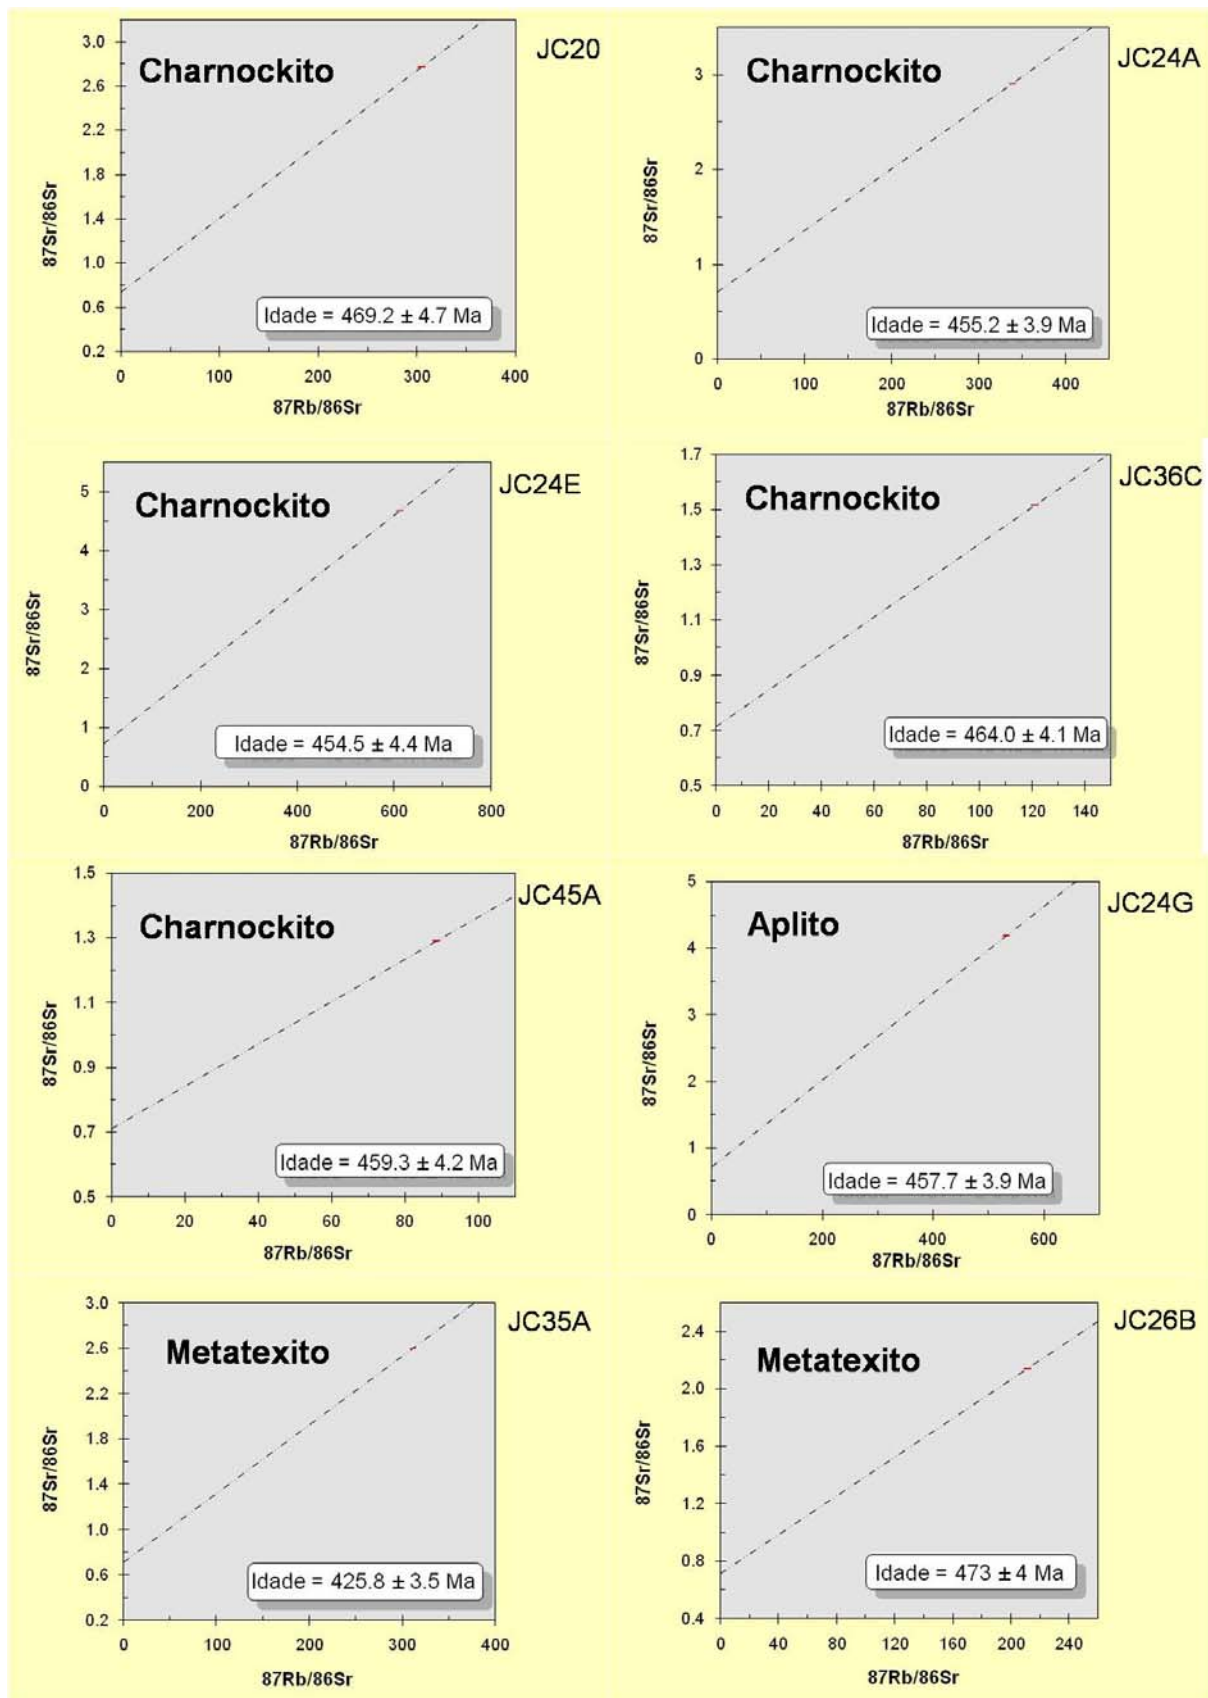 JC20
Charnockito
3.0
2.6
2.2
1.8
1.4
1.0
0.6
0.2
87Sr/86Sr
Idade = 469.2 ± 4.7 Ma
0 100 200 300 400
87Rb/86Sr
JC24A
Charnockito
3
2
1
0
87Sr/86Sr
Idade = 455.2 ± 3.9 Ma
0 100 200 300 400
87Rb/86Sr
JC24E
Charnockito
5
4
3
2
1
0
87Sr/86Sr
Idade = 454.5 ± 4.4 Ma
0 200 400 600 800
87Rb/86Sr
JC36C
Charnockito
1.7
1.5
1.3
1.1
0.9
0.7
0.5
87Sr/86Sr
Idade = 464.0 ± 4.1 Ma
0 20 40 60 80 100 120 140
87Rb/86Sr
JC45A
Charnockito
1.5
1.3
1.1
0.9
0.7
0.5
87Sr/86Sr
Idade = 459.3 ± 4.2 Ma
0 20 40 60 80 100
87Rb/86Sr
JC24G
Aplito
5
4
3
2
1
0
87Sr/86Sr
Idade = 457.7 ± 3.9 Ma
0 200 400 600
87Rb/86Sr
JC35A
Metatexito
3.0
2.6
2.2
1.8
1.4
1.0
0.6
0.2
87Sr/86Sr
Idade = 425.8 ± 3.5 Ma
0 100 200 300 400
87Rb/86Sr
JC26B
Metatexito
2.4
2.0
1.6
1.2
0.8
0.4
87Sr/86Sr
Idade = 473 ± 4 Ma
0 40 80 120 160 200 240
87Rb/86Sr